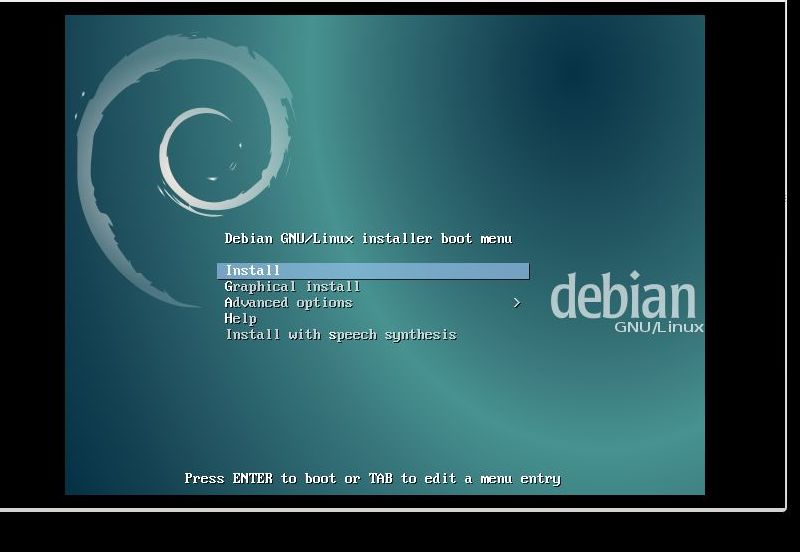 Debian GNU/Linux installer boot menu
Install
Graphical install
Advanced options >
Help
Install with speech synthesis
debian
GNU/Linux
Press ENTER to boot or TAB to edit a menu entry